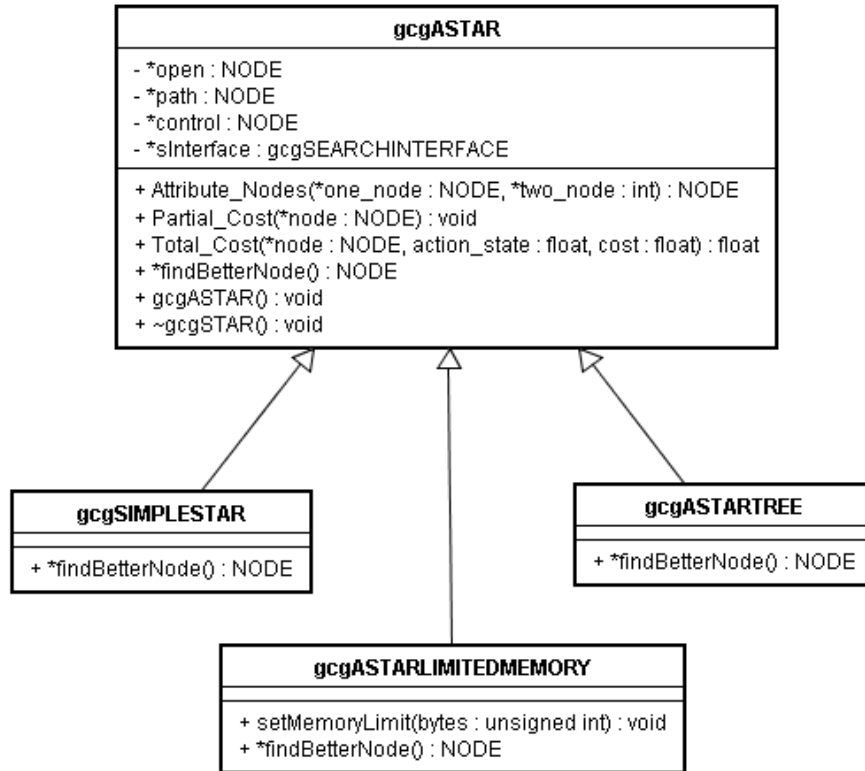 gcgASTAR
- *open : NODE
- *path : NODE
- *control : NODE
- *sInterface : gcgSEARCHINTERFACE
+ Attribute_Nodes(*one_node : NODE, *two_node : int) : NODE
+ Partial_Cost(*node : NODE) : void
+ Total_Cost(*node : NODE, action_state : float, cost : float) : float
+ *findBetterNode() : NODE
+ gcgASTAR() : void
+ ~gcgSTAR() : void
gcgSIMPLESTAR
+ *findBetterNode() : NODE
gcgASTARTREE
+ *findBetterNode() : NODE
gcgASTARLIMITEDMEMORY
+ setMemoryLimit(bytes : unsigned int) : void
+ *findBetterNode() : NODE